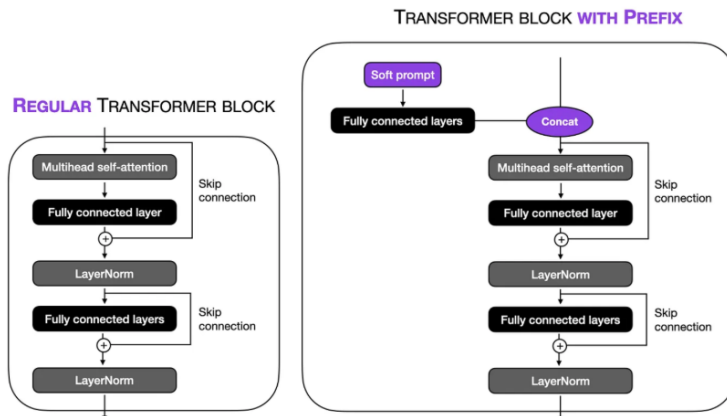 TRANSFORMER BLOCK WITH PREFIX
Soft prompt
REGULAR TRANSFORMER BLOCK
Fully connected layers
Concat
Multihead self-attention
Skip
connection
Fully connected layer
+
LayerNorm
Fully connected layers
Skip
connection
+
LayerNorm
Multihead self-attention
Skip
connection
Fully connected layer
+
LayerNorm
Fully connected layers
Skip
connection
+
LayerNorm